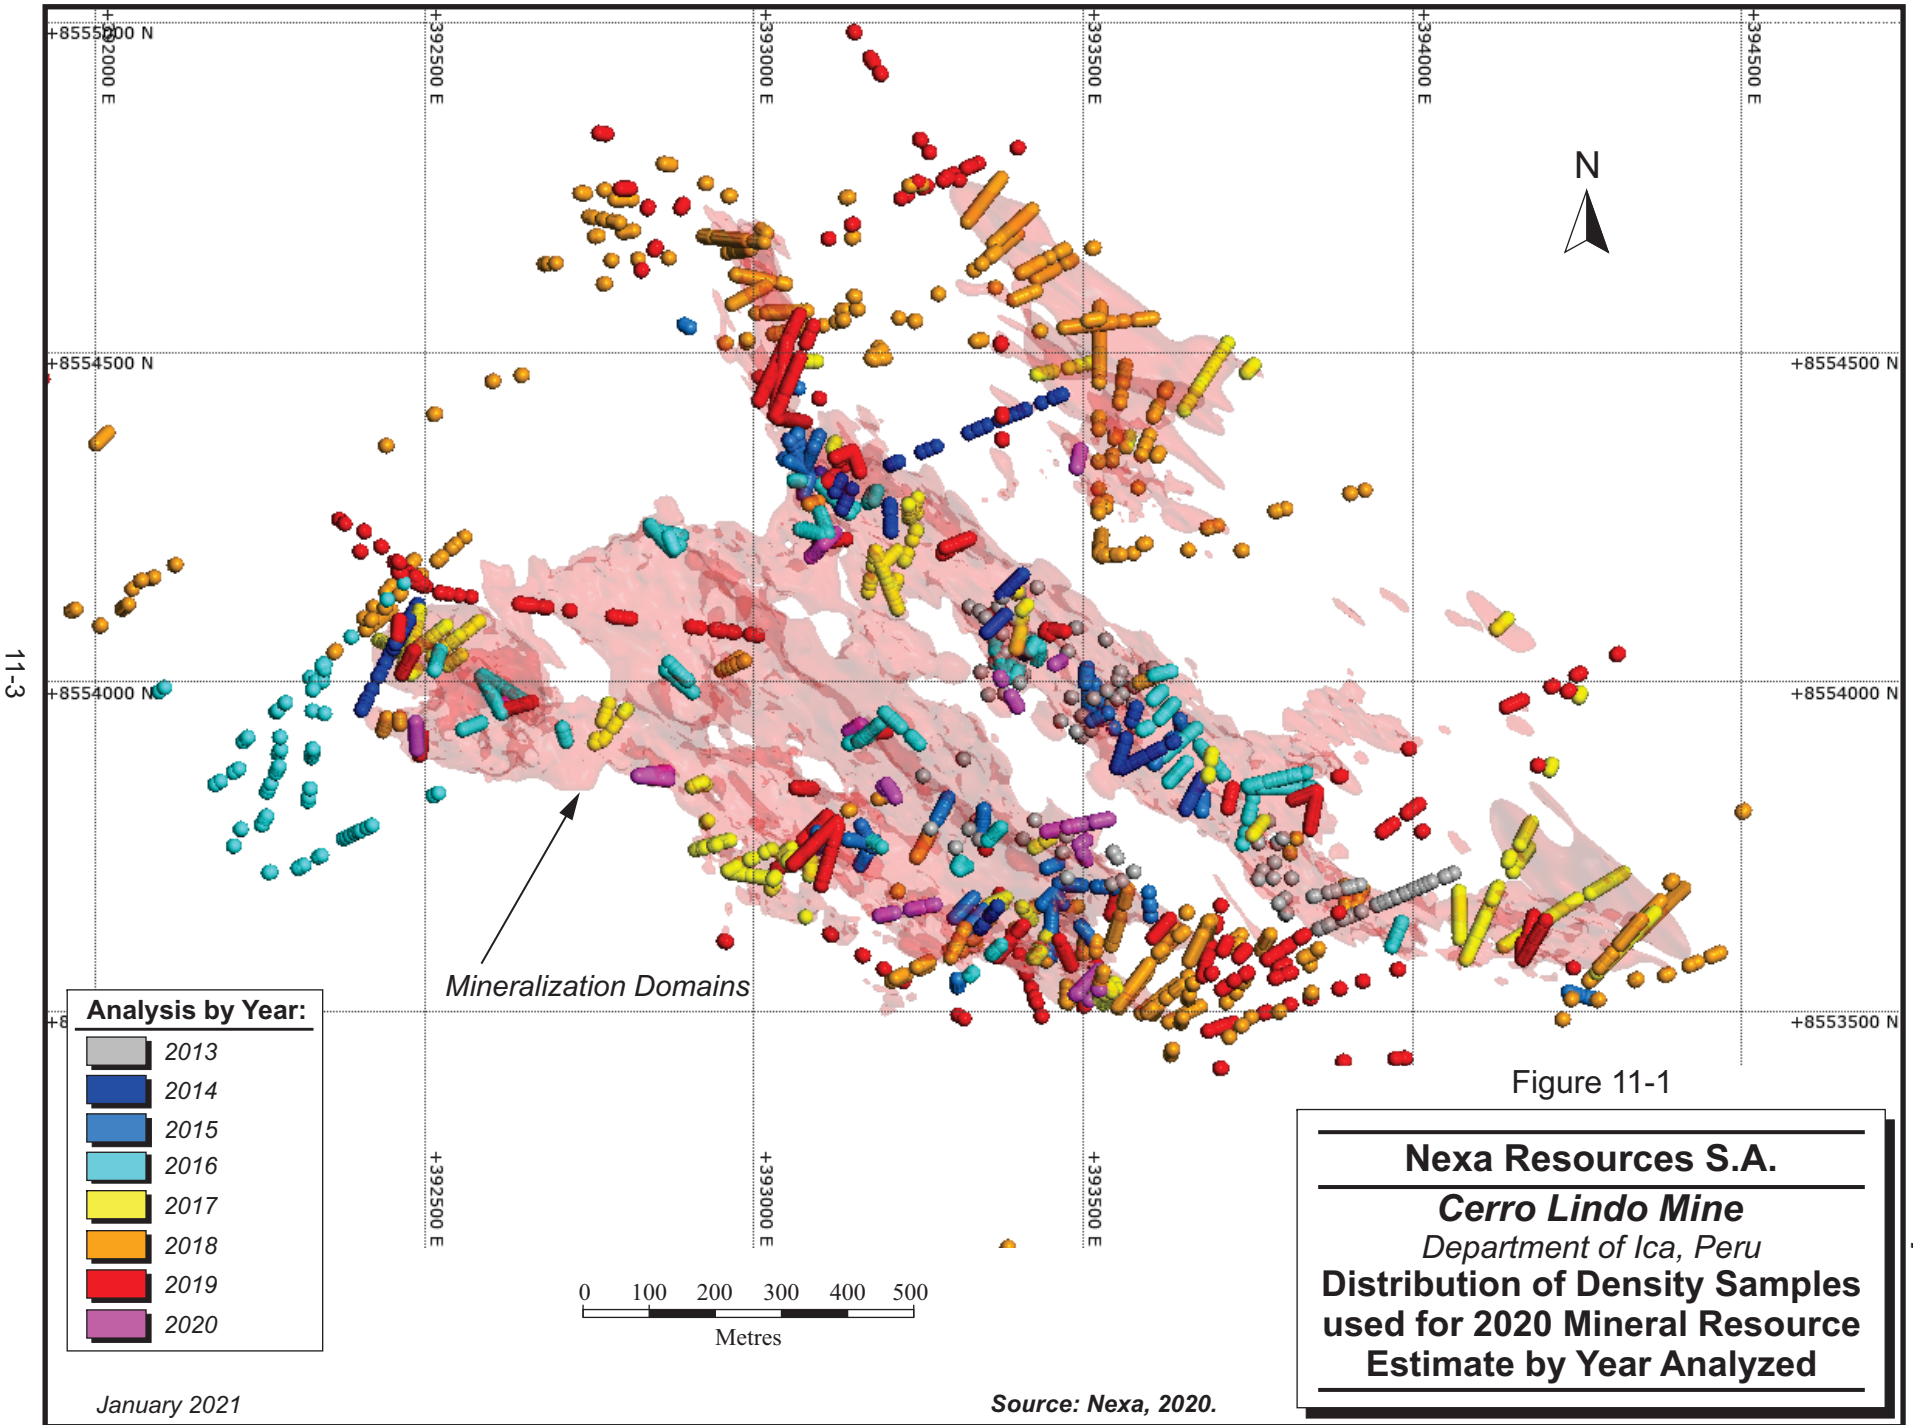 +392000 E
+392500 E
+393000 E
+393500 E
+394000 E
+394500 E
+8555000 N
N
+8554500 N
+8554500 N
11-3
+8554000 N
+8554000 N
Mineralization Domains
+8
+8553500 N
Analysis by Year:
2013
2014
2015
2016
2017
2018
2019
2020
+392500 E
+393000 E
+393500 E
0 100 200 300 400 500
Metres
Figure 11-1
Nexa Resources S.A.
Cerro Lindo Mine
Department of Ica, Peru
Distribution of Density Samples
used for 2020 Mineral Resource
Estimate by Year Analyzed
January 2021
Source: Nexa, 2020.